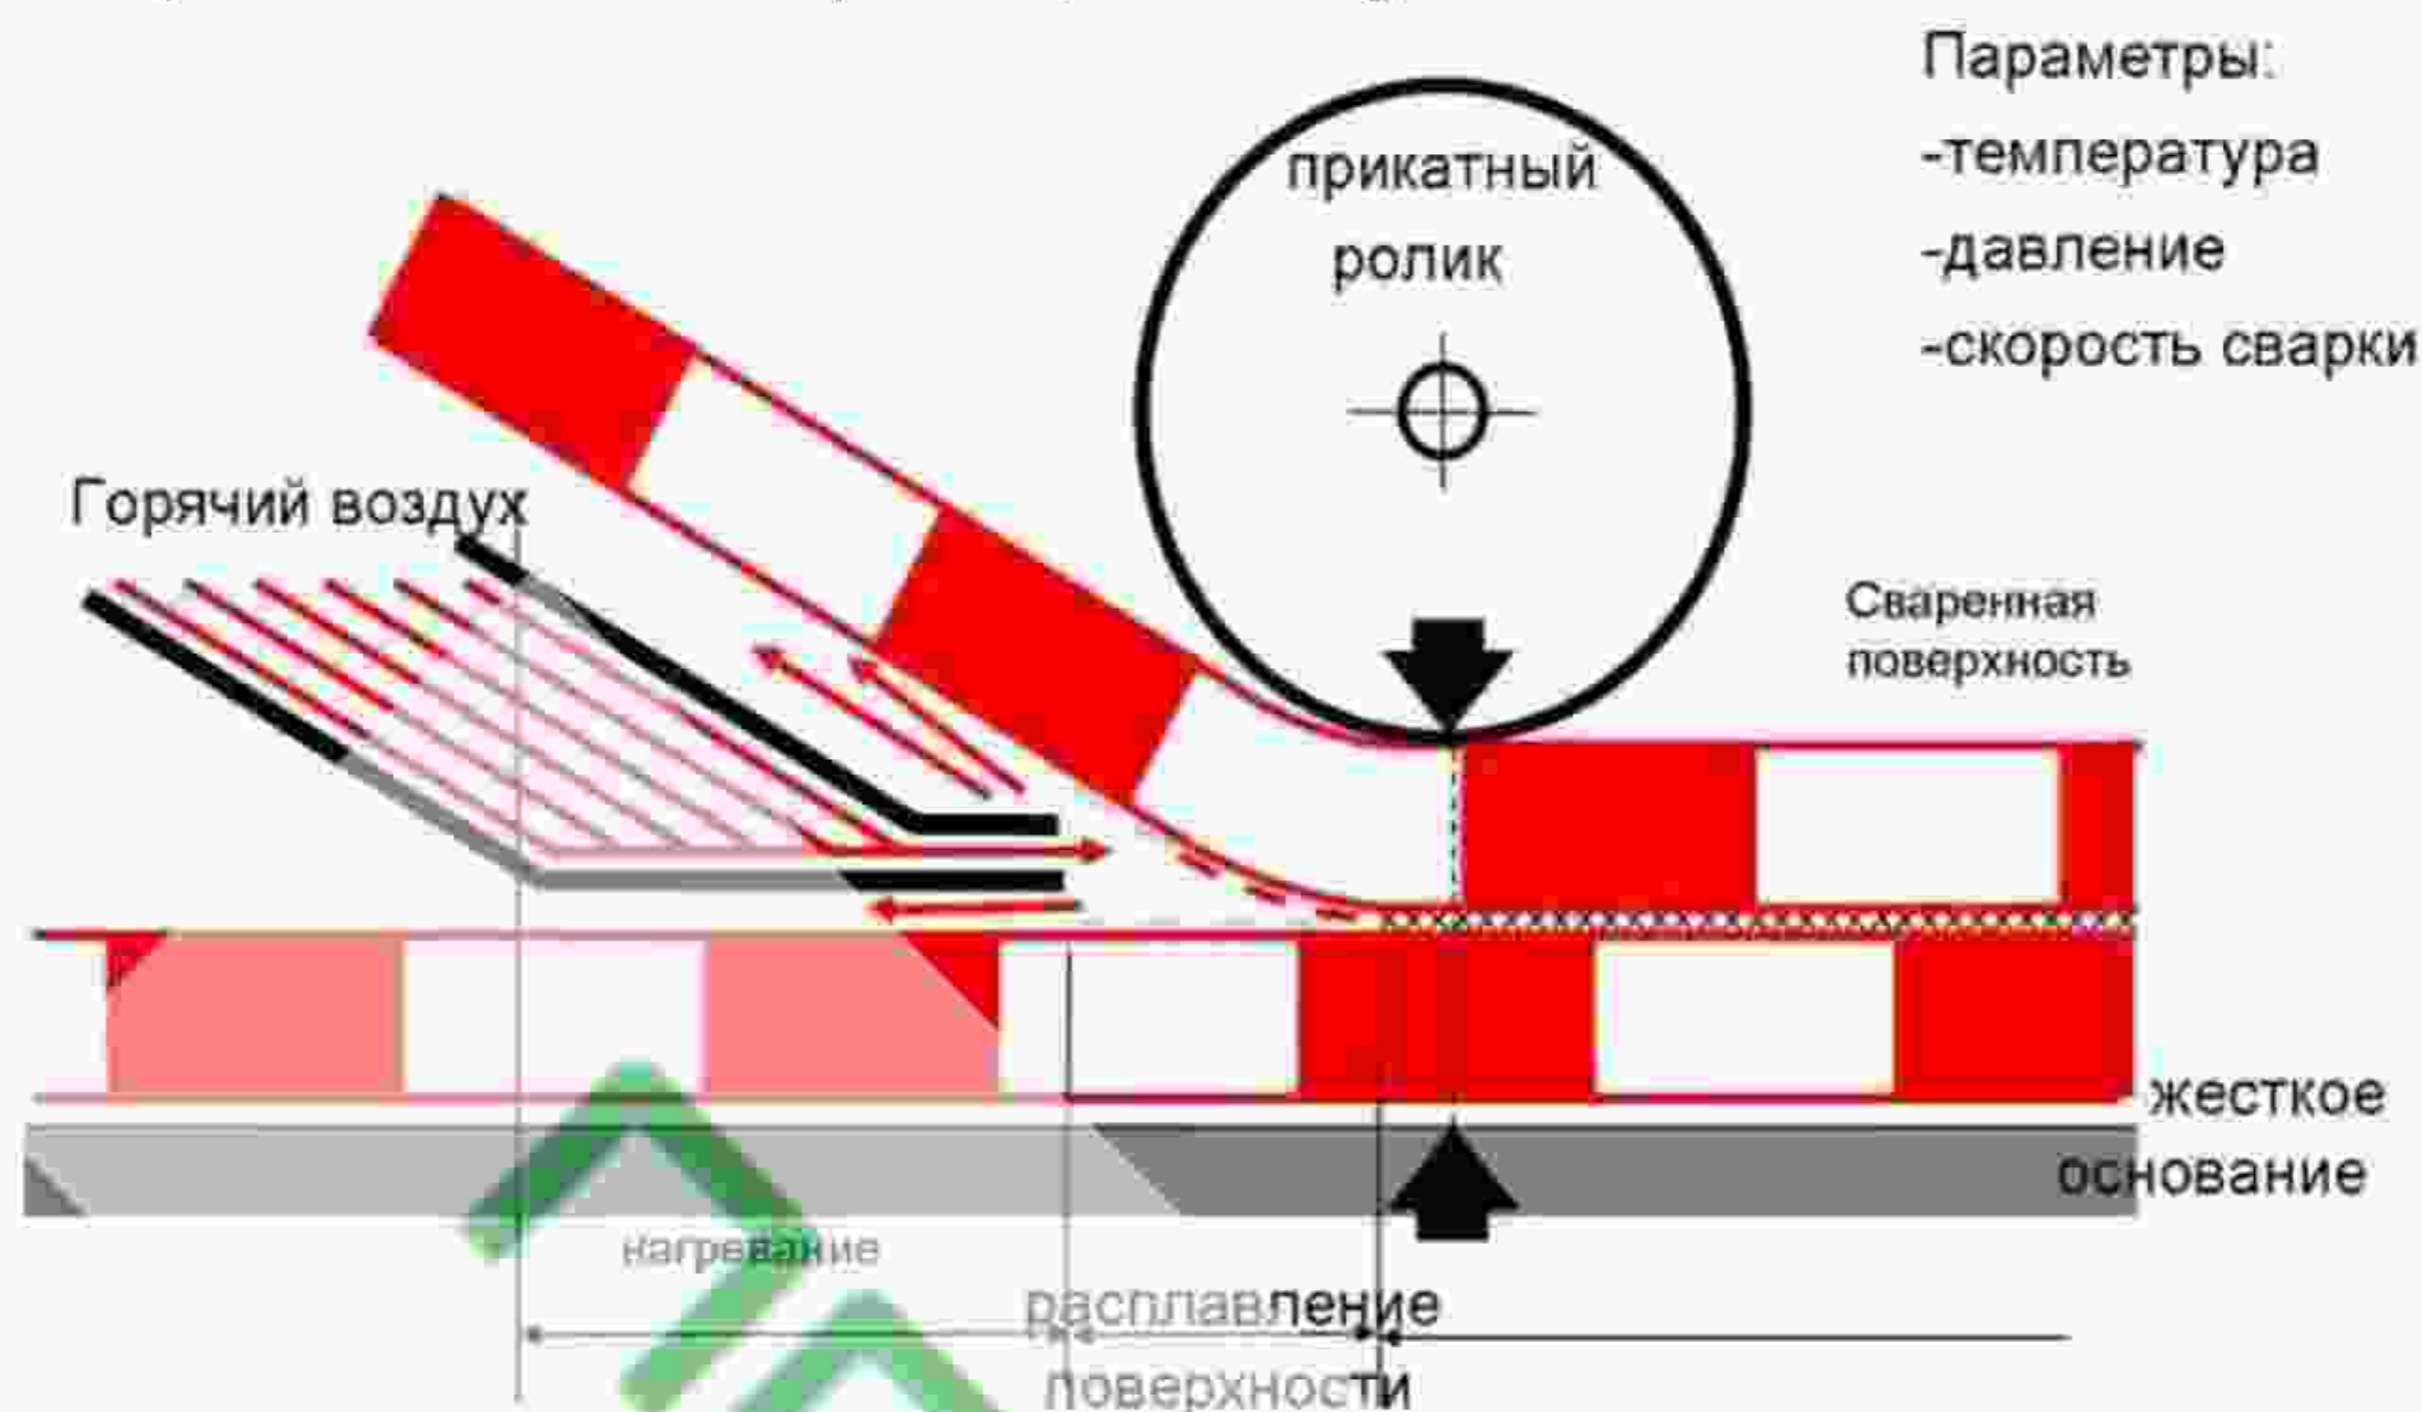 Параметры:
-температура
-давление
-скорость сварки
прикатный
ролик
Горячий воздух
Сваренная
поверхность
жесткое
основание
нагревание
расплавление
поверхности